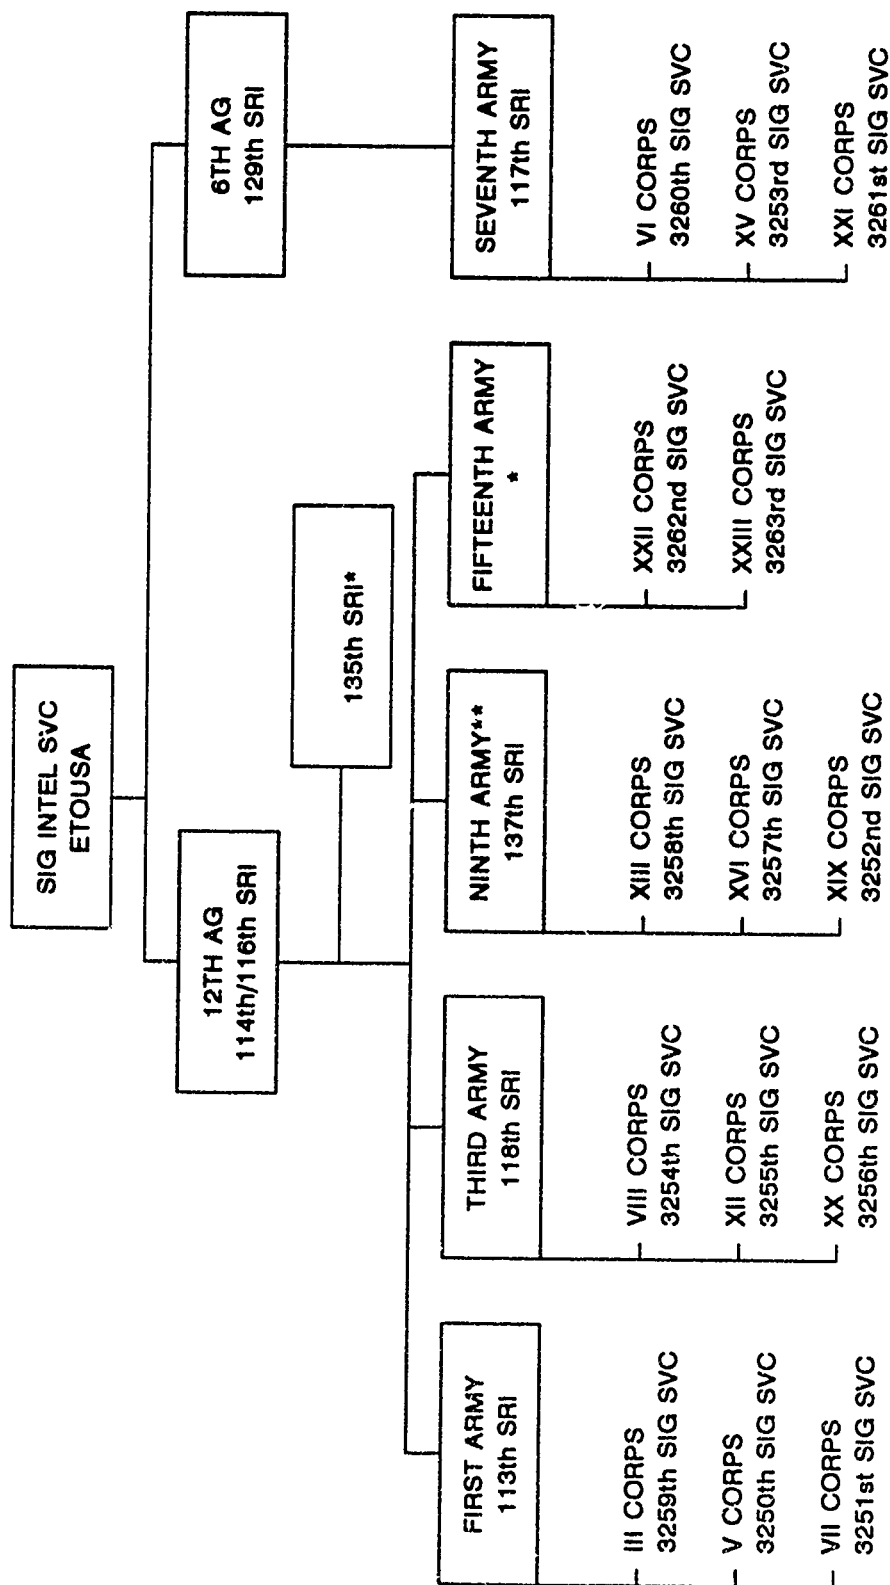 SIG INTEL SVC
ETOUSA
12TH AG
114th/116th SRI
6TH AG
129th SRI
135th SRI*
FIRST ARMY
113th SRI
III CORPS
3259th SIG SVC
V CORPS
3250th SIG SVC
VII CORPS
3251st SIG SVC
THIRD ARMY
118th SRI
VIII CORPS
3254th SIG SVC
XII CORPS
3255th SIG SVC
XX CORPS
3256th SIG SVC
NINTH ARMY**
137th SRI
XIII CORPS
3258th SIG SVC
XVI CORPS
3257th SIG SVC
XIX CORPS
3252nd SIG SVC
FIFTEENTH ARMY
*
XXII CORPS
3262nd SIG SVC
XXIII CORPS
3263rd SIG SVC
SEVENTH ARMY
117th SRI
VI CORPS
3260th SIG SVC
XV CORPS
3253rd SIG SVC
XXI CORPS
3261st SIG SVC